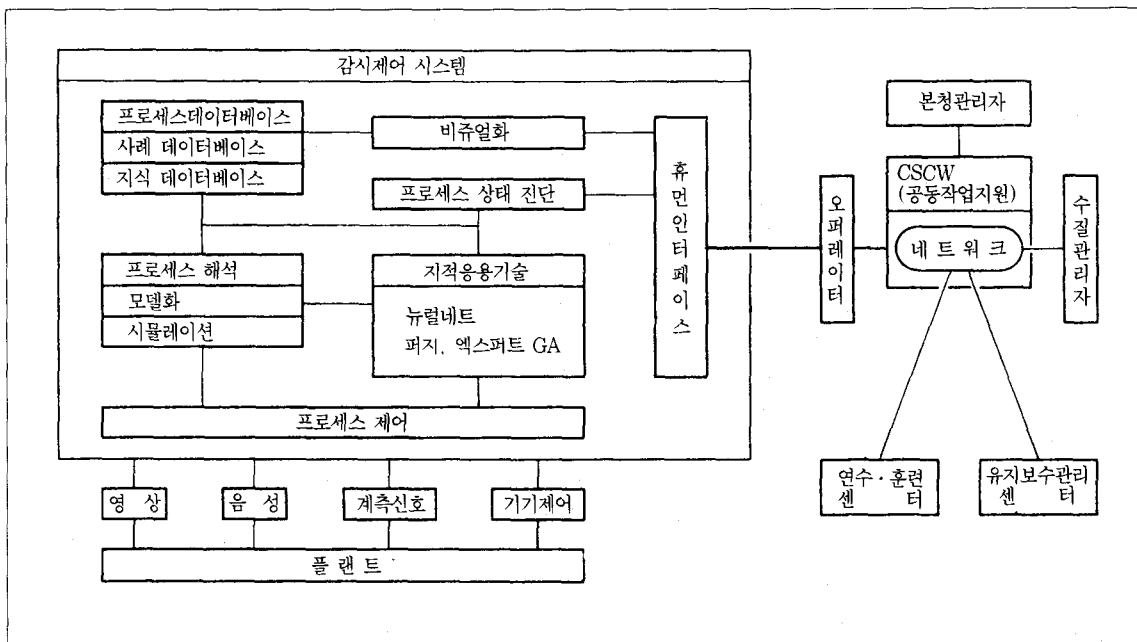 감시제어 시스템
프로세스데이터베이스
사례 데이터베이스
지식 데이터베이스
비쥬얼화
프로세스 상태 진단
프로세스 해석
모델화
시뮬레이션
지적응용기술
뉴럴네트
퍼지, 엑스퍼트 GA
프로세스 제어
휴먼인터페이스
영 상
음 성
계측신호
기기제어
플 랜 트
오퍼레이터
본청관리자
CSCW
(공동작업지원)
네 트 워 크
수질관리자
연수·훈련
센 터
유지보수관리
센 터